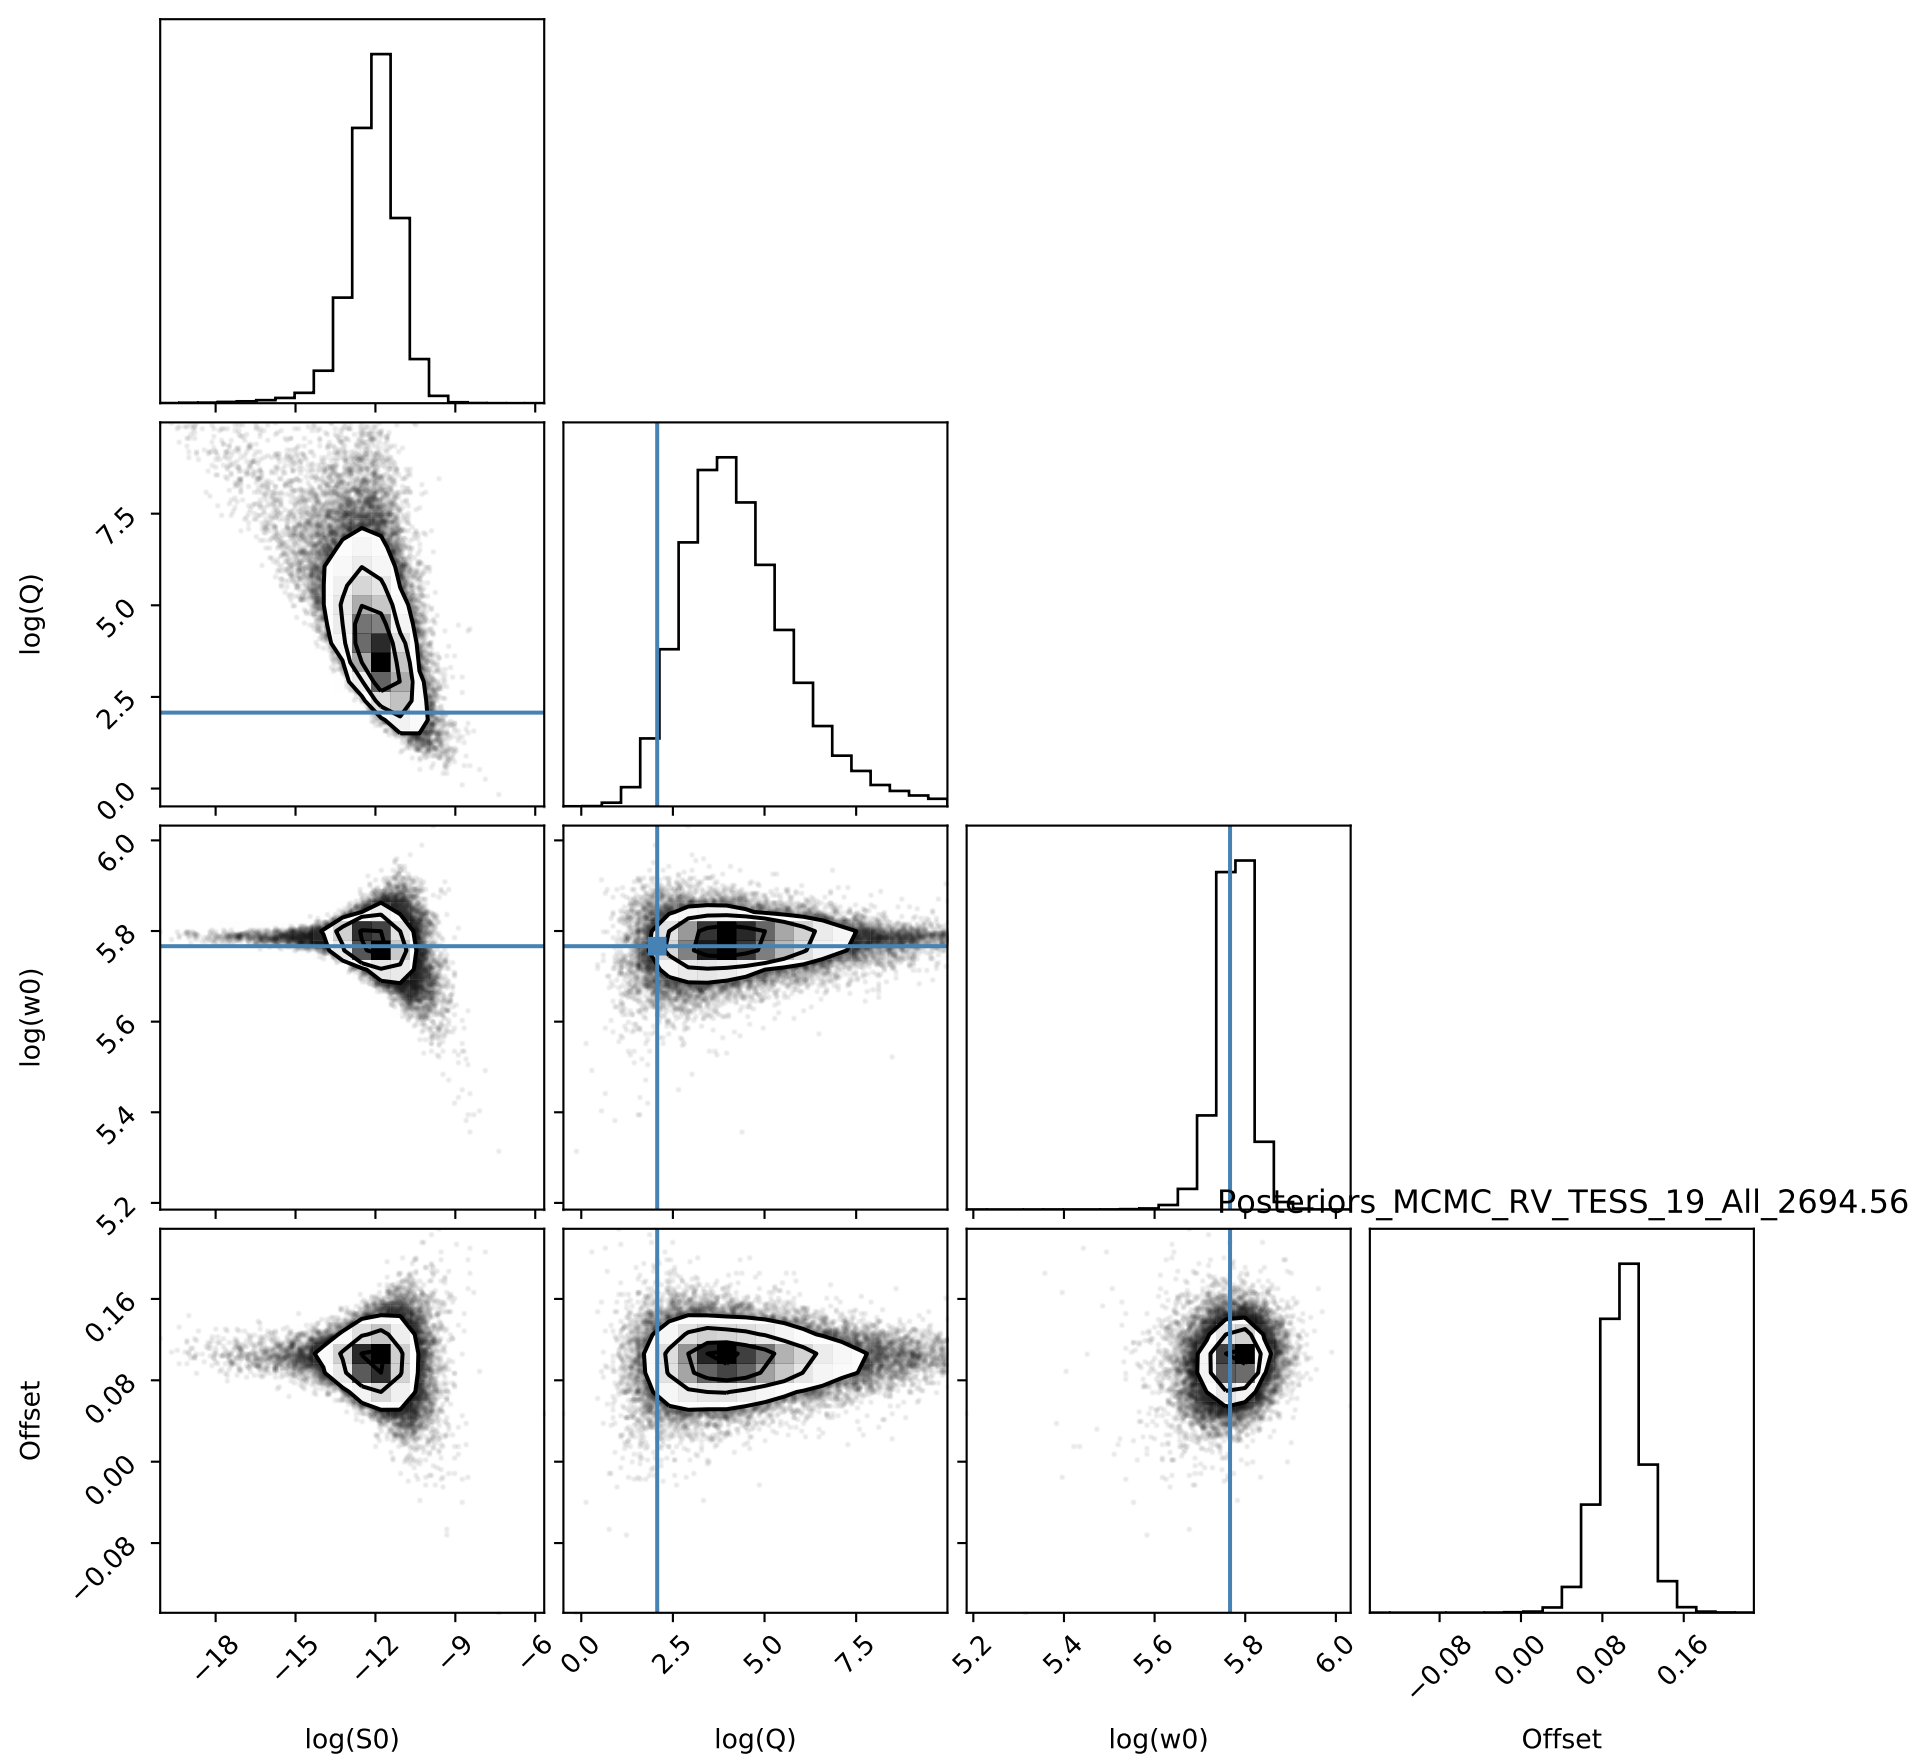 log(Q)
7.5
5.0
2.5
0.0
log(w0)
6.0
5.8
5.6
5.4
5.2
Posteriors_MCMC_RV_TESS_19_All_2694.56
Offset
0.16
0.08
0.00
−0.08
−18 −15 −12 −9 −6 0.0 2.5 5.0 7.5 5.2 5.4 5.6 5.8 6.0 −0.08 0.00 0.08 0.16
log(S0) log(Q) log(w0) Offset